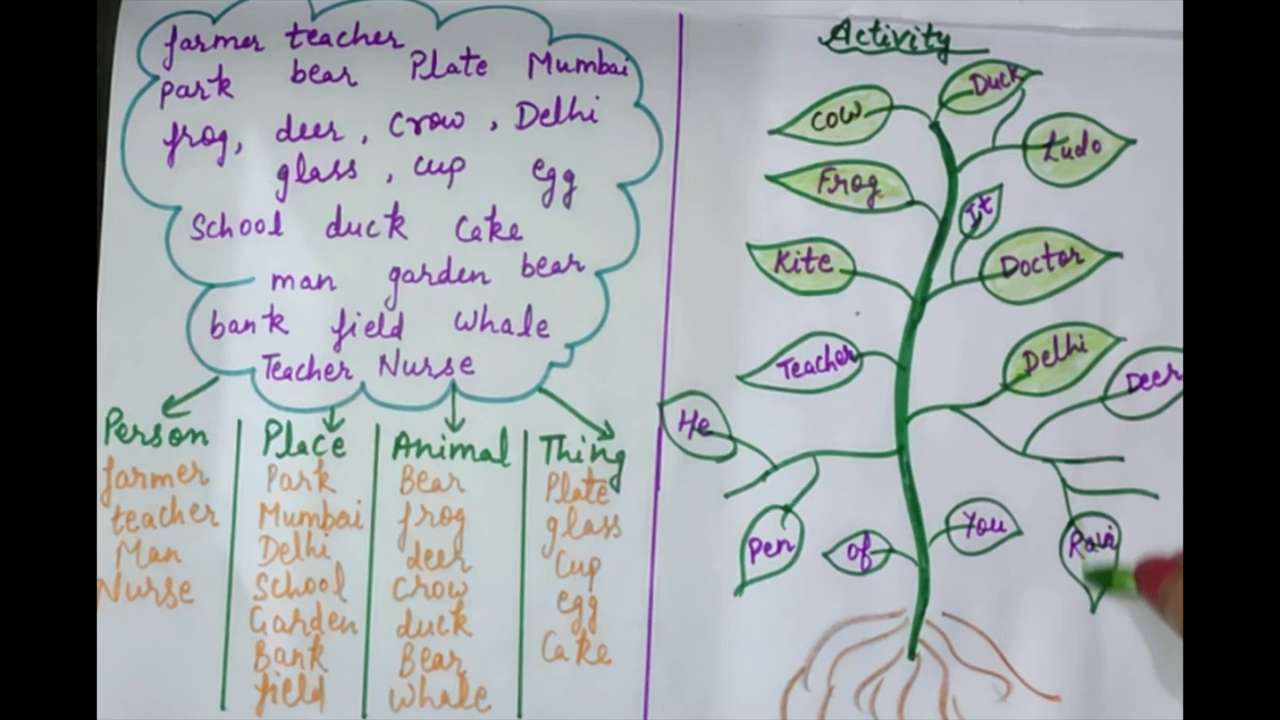 farmer teacher
park bear Plate Mumbai
frog, deer, Crow, Delhi
glass, cup egg
School duck Cake
man garden bear
bank field Whale
Teacher Nurse
Person Place Animal Thing
farmer Park Bear Plate
teacher Mumbai frog glass
Man Delhi deer Cup
Nurse School Crow egg
Garden duck Cake
Bank Bear
field Whale
Activity
Duck
Cow
Ludo
Frog
It
Kite
Doctor
Teacher
Delhi
Deer
He
Pen
of
You
Ravi